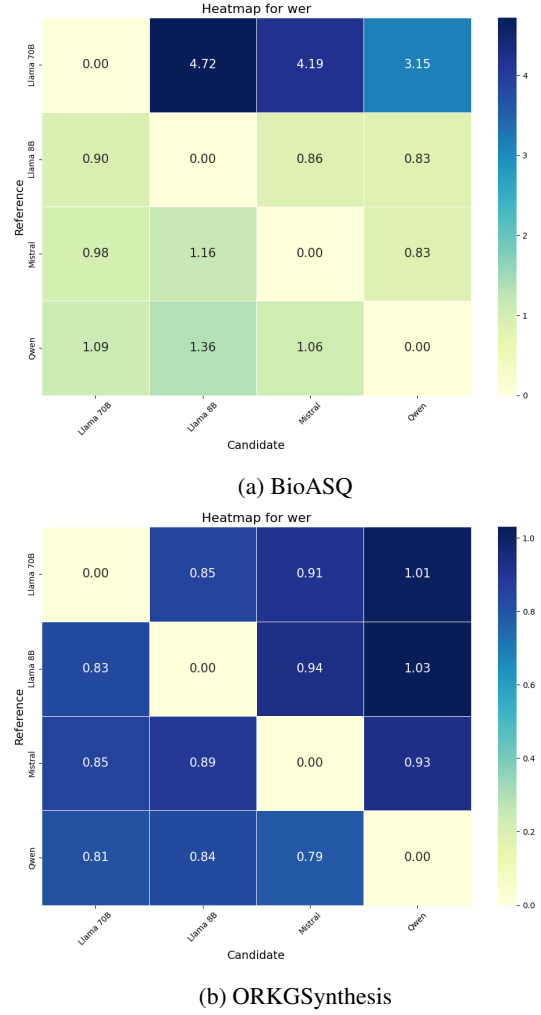 Heatmap for wer
Llama 70B 0.00 4.72 4.19 3.15
Llama 8B 0.90 0.00 0.86 0.83
Mistral 0.98 1.16 0.00 0.83
Qwen 1.09 1.36 1.06 0.00
Reference
Llama 70B Llama 8B Mistral Qwen
Candidate
4
3
2
1
0
(a) BioASQ
Heatmap for wer
Llama 70B 0.00 0.85 0.91 1.01
Llama 8B 0.83 0.00 0.94 1.03
Mistral 0.85 0.89 0.00 0.93
Qwen 0.81 0.84 0.79 0.00
Reference
Llama 70B Llama 8B Mistral Qwen
Candidate
1.0
0.8
0.6
0.4
0.2
0.0
(b) ORKGSynthesis